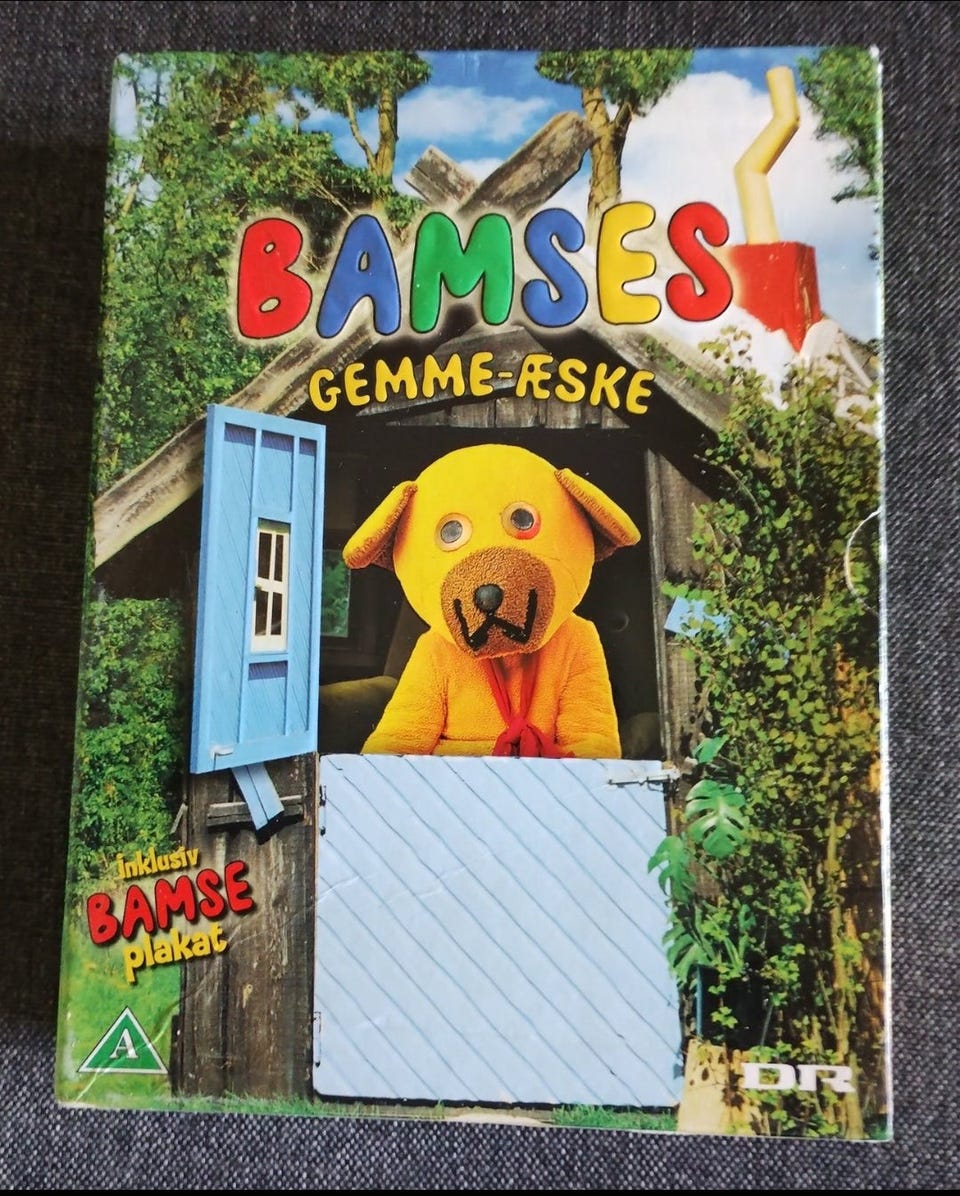 BAMSES
GEMME-ÆSKE
inklusiv
BAMSE
plakat
A
DR